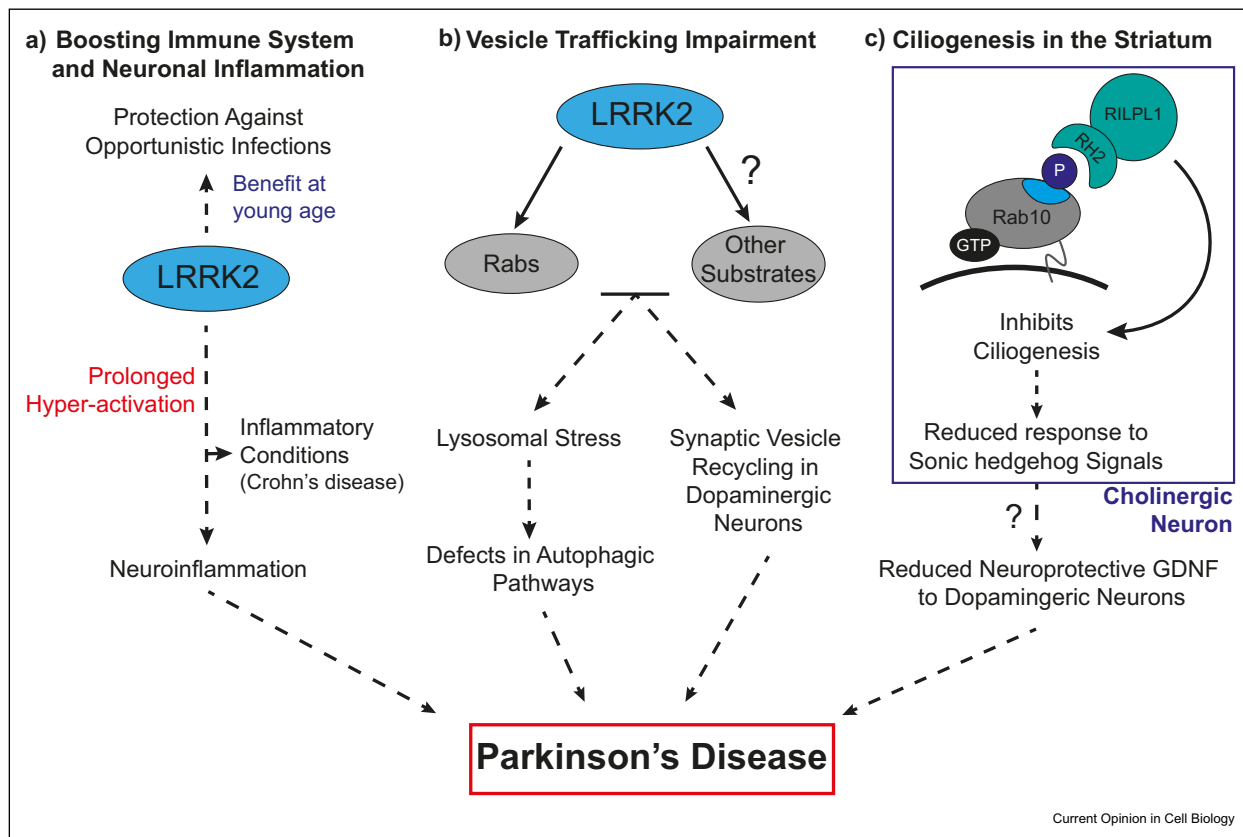 a) Boosting Immune System
and Neuronal Inflammation
Protection Against
Opportunistic Infections
Benefit at
young age
LRRK2
Prolonged
Hyper-activation
Inflammatory
Conditions
(Crohn's disease)
Neuroinflammation
b) Vesicle Trafficking Impairment
LRRK2
?
Rabs
Other
Substrates
Lysosomal Stress
Synaptic Vesicle
Recycling in
Dopaminergic
Neurons
Defects in Autophagic
Pathways
c) Ciliogenesis in the Striatum
RILPL1
RH2
P
Rab10
GTP
Inhibits
Ciliogenesis
Reduced response to
Sonic hedgehog Signals
Cholinergic
Neuron
?
Reduced Neuroprotective GDNF
to Dopamingeric Neurons
Parkinson's Disease
Current Opinion in Cell Biology